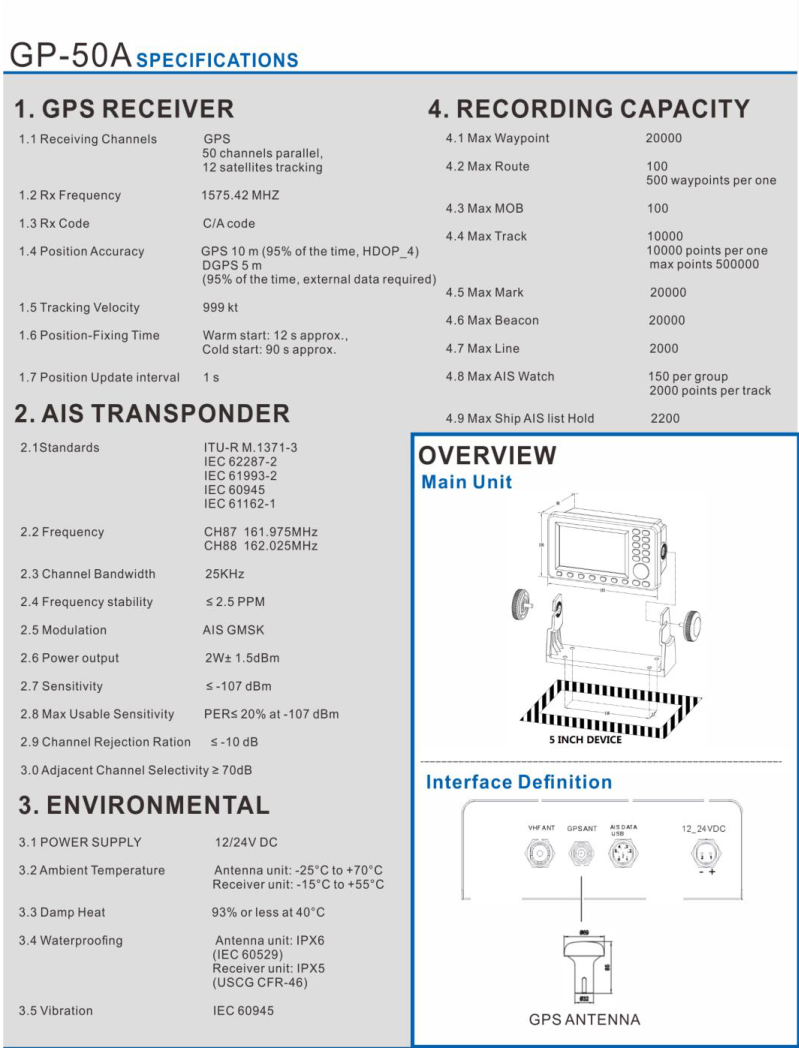 GP-50A SPECIFICATIONS
1. GPS RECEIVER
1.1 Receiving Channels GPS
50 channels parallel,
12 satellites tracking
1.2 Rx Frequency 1575.42 MHZ
1.3 Rx Code C/A code
1.4 Position Accuracy GPS 10 m (95% of the time, HDOP_4)
DGPS 5 m
(95% of the time, external data required)
1.5 Tracking Velocity 999 kt
1.6 Position-Fixing Time Warm start: 12 s approx.,
Cold start: 90 s approx.
1.7 Position Update interval 1 s
2. AIS TRANSPONDER
2.1Standards ITU-R M.1371-3
IEC 62287-2
IEC 61993-2
IEC 60945
IEC 61162-1
2.2 Frequency CH87 161.975MHz
CH88 162.025MHz
2.3 Channel Bandwidth 25KHz
2.4 Frequency stability ≤ 2.5 PPM
2.5 Modulation AIS GMSK
2.6 Power output 2W± 1.5dBm
2.7 Sensitivity ≤ -107 dBm
2.8 Max Usable Sensitivity PER≤ 20% at -107 dBm
2.9 Channel Rejection Ration ≤ -10 dB
3.0 Adjacent Channel Selectivity ≥ 70dB
3. ENVIRONMENTAL
3.1 POWER SUPPLY 12/24V DC
3.2 Ambient Temperature Antenna unit: -25°C to +70°C
Receiver unit: -15°C to +55°C
3.3 Damp Heat 93% or less at 40°C
3.4 Waterproofing Antenna unit: IPX6
(IEC 60529)
Receiver unit: IPX5
(USCG CFR-46)
3.5 Vibration IEC 60945
4. RECORDING CAPACITY
4.1 Max Waypoint 20000
4.2 Max Route 100
500 waypoints per one
4.3 Max MOB 100
4.4 Max Track 10000
10000 points per one
max points 500000
4.5 Max Mark 20000
4.6 Max Beacon 20000
4.7 Max Line 2000
4.8 Max AIS Watch 150 per group
2000 points per track
4.9 Max Ship AIS list Hold 2200
OVERVIEW
Main Unit
5 INCH DEVICE
Interface Definition
VHF ANT GPS ANT AIS DATA
USB
12_24VDC
- +
Ø69
85
Ø32
GPS ANTENNA